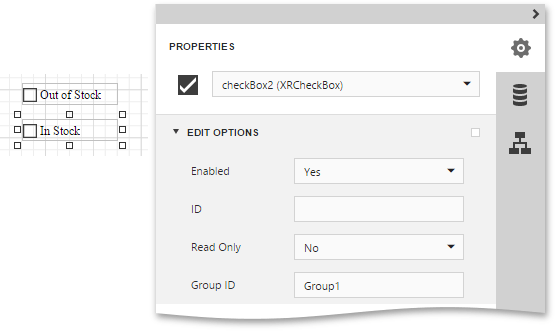 Out of Stock
In Stock
PROPERTIES
checkBox2 (XRCheckBox)
EDIT OPTIONS
Enabled Yes
ID
Read Only No
Group ID Group1